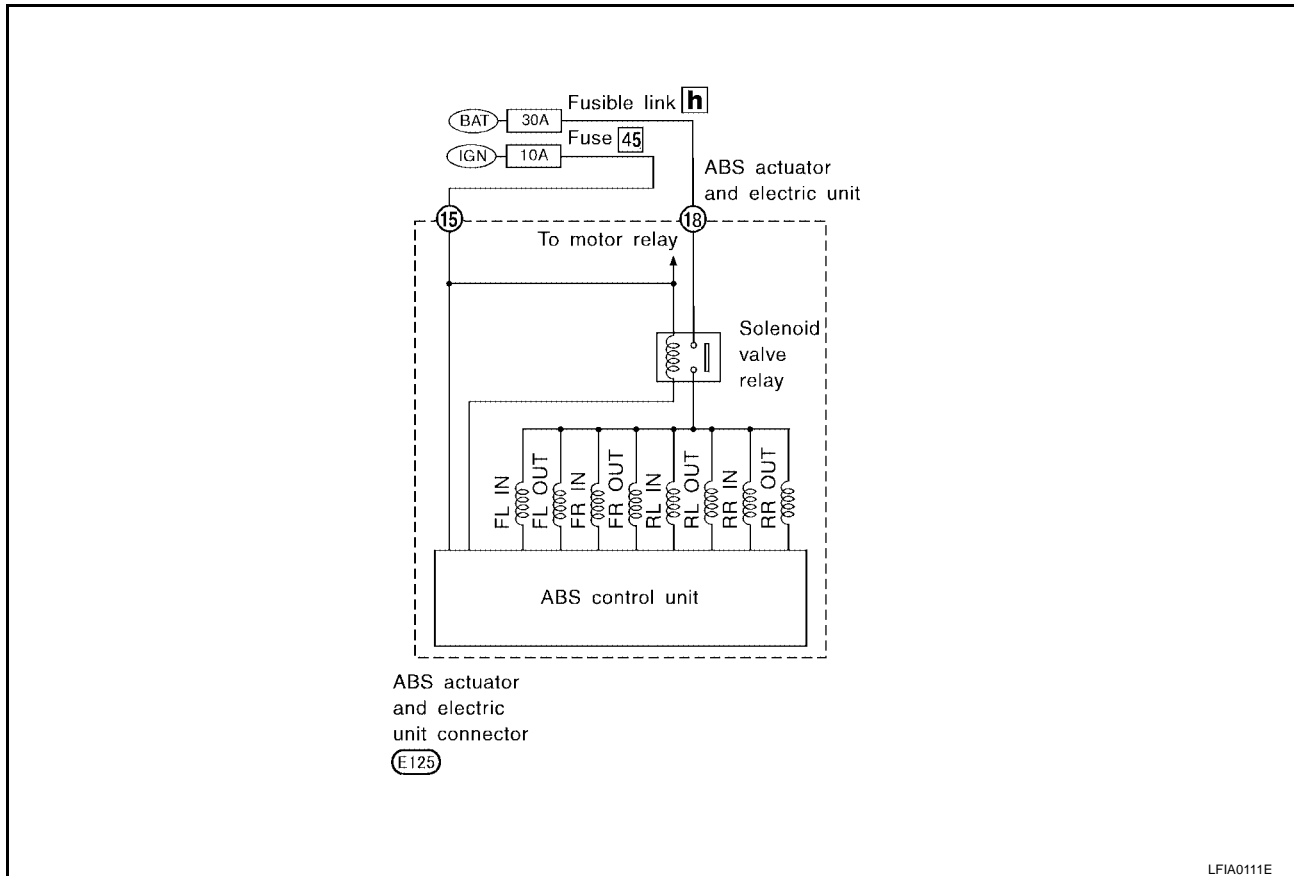 Fusible link h
BAT 30A
Fuse 45
IGN 10A
ABS actuator
and electric unit
15 18
To motor relay
Solenoid
valve
relay
FL IN
FL OUT
FR IN
FR OUT
RL IN
RL OUT
RR IN
RR OUT
ABS control unit
ABS actuator
and electric
unit connector
E125
LFIA0111E